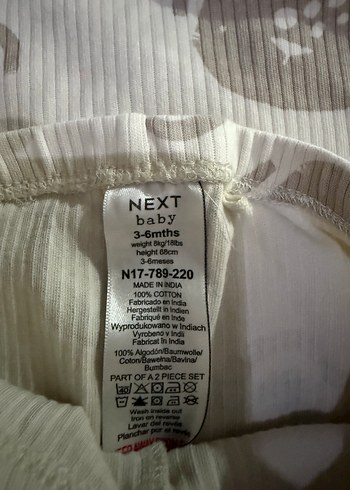 NEXT
baby
3-6mths
weight 8kg/18lbs
height 68cm
3-6meses
N17-789-220
MADE IN INDIA
100% COTTON
Fabricado en India
Hergestellt in Indien
Fabriqué en Inde
Wyprodukowano w Indiach
Vyrobeno v Indii
Fabricat în India
100% Algodón/Baumwolle/
Coton/Bawełna/Bavlna/
Bumbac
PART OF A 2 PIECE SET
40
Wash inside out
Iron on reverse
Lavar del revés
Planchar por el revés
AWAY FROM